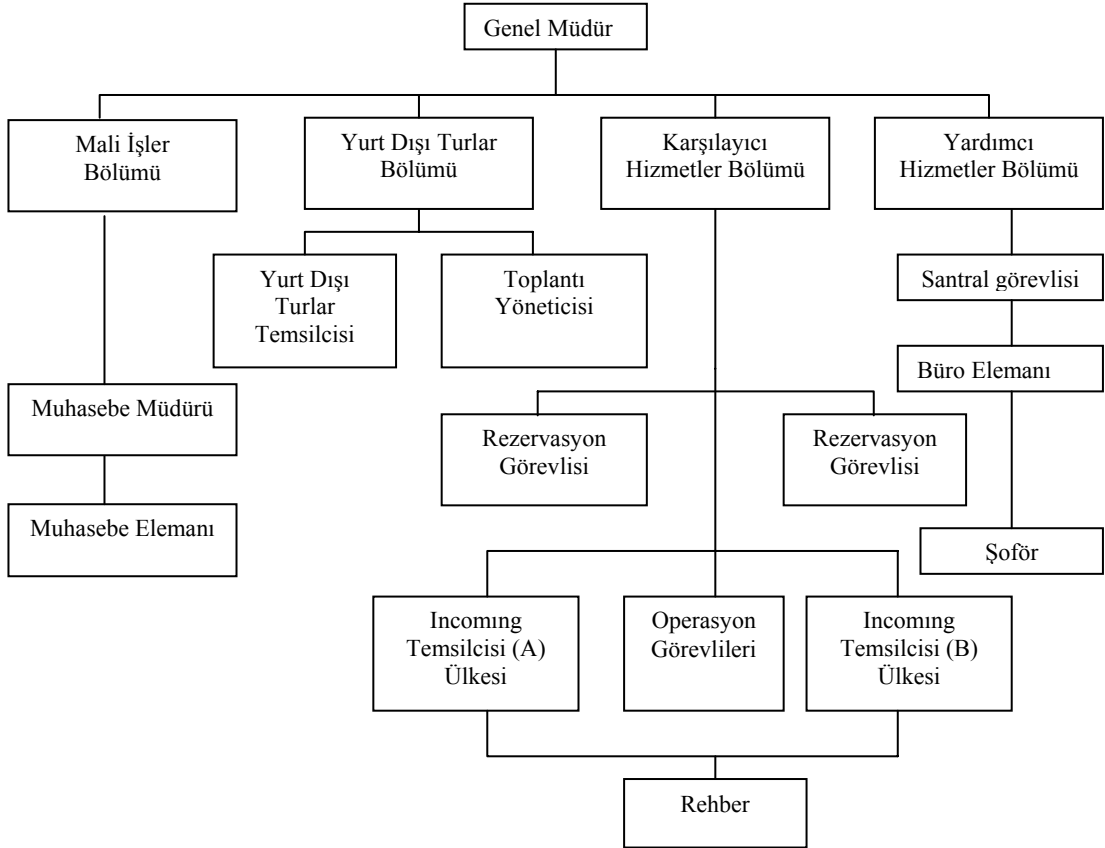 Genel Müdür
Mali İşler
Bölümü
Yurt Dışı Turlar
Bölümü
Karşılayıcı
Hizmetler Bölümü
Yardımcı
Hizmetler Bölümü
Yurt Dışı
Turlar
Temsilcisi
Toplantı
Yöneticisi
Santral görevlisi
Büro Elemanı
Muhasebe Müdürü
Rezervasyon
Görevlisi
Rezervasyon
Görevlisi
Muhasebe Elemanı
Şoför
Incomıng
Temsilcisi (A)
Ülkesi
Operasyon
Görevlileri
Incomıng
Temsilcisi (B)
Ülkesi
Rehber